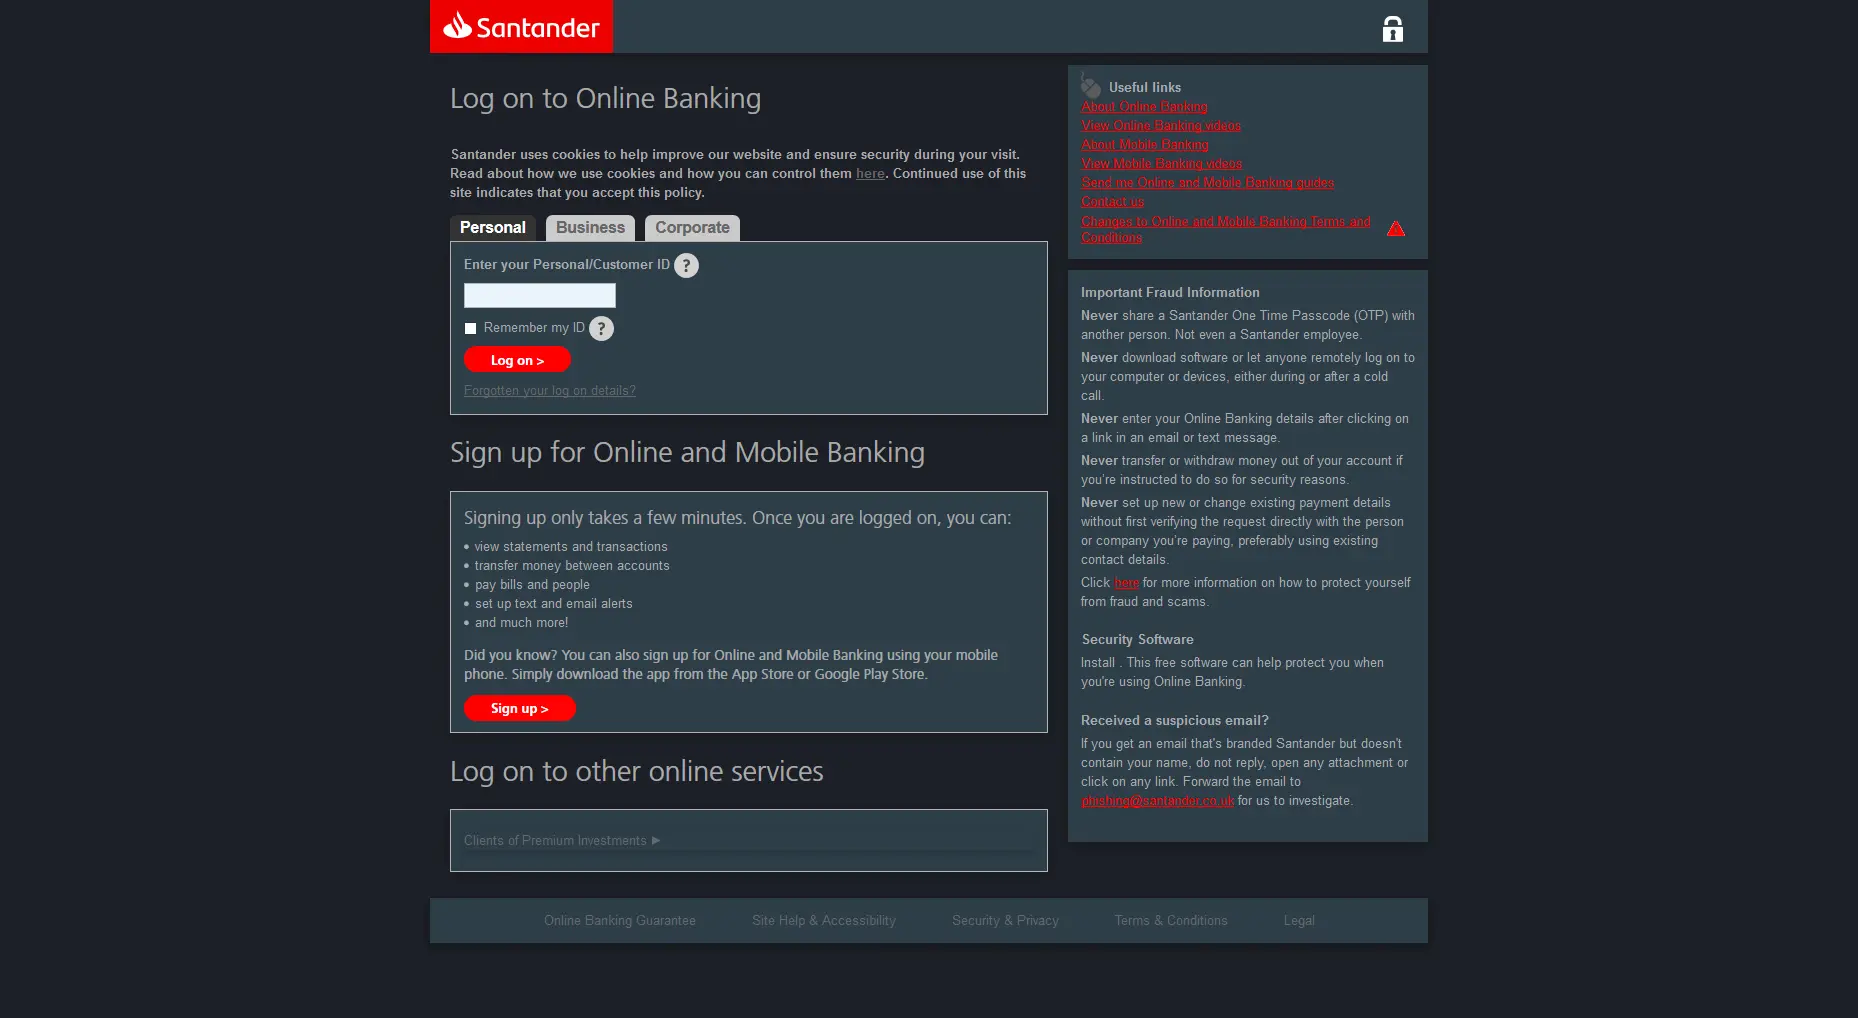 Santander
Log on to Online Banking
Santander uses cookies to help improve our website and ensure security during your visit.
Read about how we use cookies and how you can control them here. Continued use of this
site indicates that you accept this policy.
Personal
Business
Corporate
Enter your Personal/Customer ID ?
Remember my ID ?
Log on >
Forgotten your log on details?
Sign up for Online and Mobile Banking
Signing up only takes a few minutes. Once you are logged on, you can:
• view statements and transactions
• transfer money between accounts
• pay bills and people
• set up text and email alerts
• and much more!
Did you know? You can also sign up for Online and Mobile Banking using your mobile
phone. Simply download the app from the App Store or Google Play Store.
Sign up >
Log on to other online services
Clients of Premium Investments ►
Useful links
About Online Banking
View Online Banking videos
About Mobile Banking
View Mobile Banking videos
Send me Online and Mobile Banking guides
Contact us
Changes to Online and Mobile Banking Terms and
Conditions
Important Fraud Information
Never share a Santander One Time Passcode (OTP) with
another person. Not even a Santander employee.
Never download software or let anyone remotely log on to
your computer or devices, either during or after a cold
call.
Never enter your Online Banking details after clicking on
a link in an email or text message.
Never transfer or withdraw money out of your account if
you're instructed to do so for security reasons.
Never set up new or change existing payment details
without first verifying the request directly with the person
or company you're paying, preferably using existing
contact details.
Click here for more information on how to protect yourself
from fraud and scams.
Security Software
Install . This free software can help protect you when
you're using Online Banking.
Received a suspicious email?
If you get an email that's branded Santander but doesn't
contain your name, do not reply, open any attachment or
click on any link. Forward the email to
phishing@santander.co.uk for us to investigate.
Online Banking Guarantee
Site Help & Accessibility
Security & Privacy
Terms & Conditions
Legal